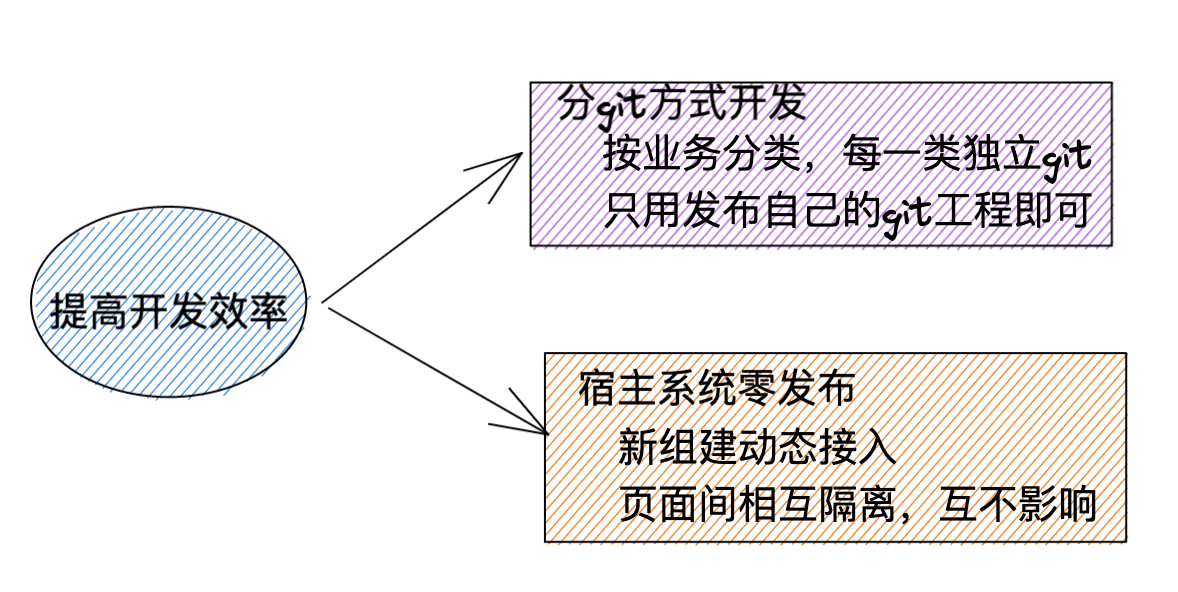 提高开发效率
分git方式开发
按业务分类，每一类独立git
只用发布自己的git工程即可
宿主系统零发布
新组建动态接入
页面间相互隔离，互不影响